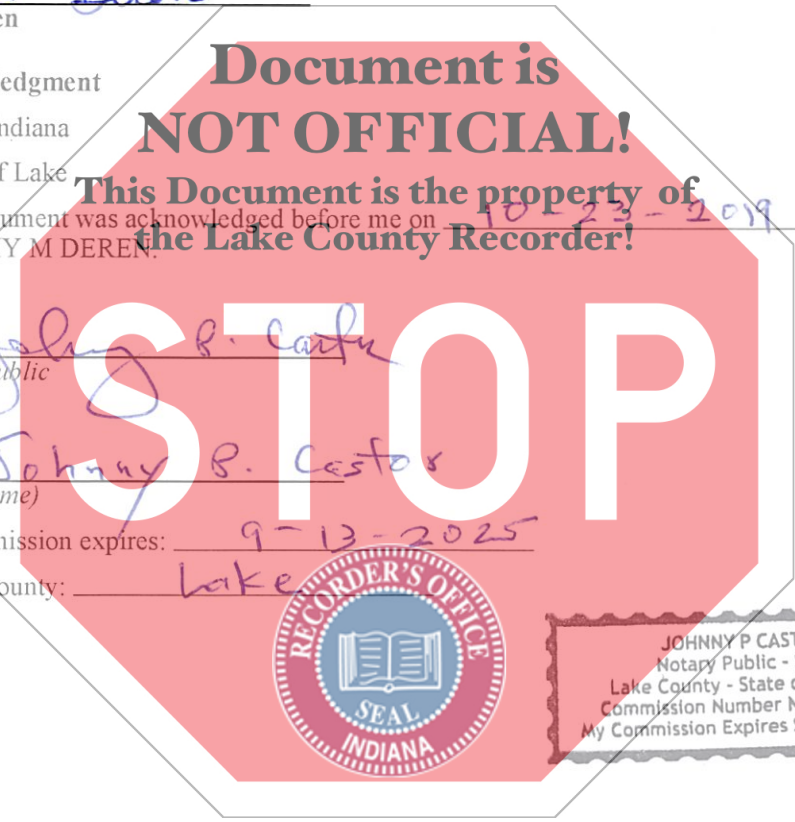 en
Document is
edgment
NOT OFFICIAL!
ndiana
f Lake
This Document is the property of
ument was acknowledged before me on 10-23-2019
the Lake County Recorder!
Y M DEREN.
STOP
ublic
Johnny B. Castor
me)
ission expires: 9-13-2025
ounty: Lake
RECORDER'S OFFICE
SEAL
INDIANA
JOHNNY P CAST
Notary Public -
Lake County - State o
Commission Number N
My Commission Expires S